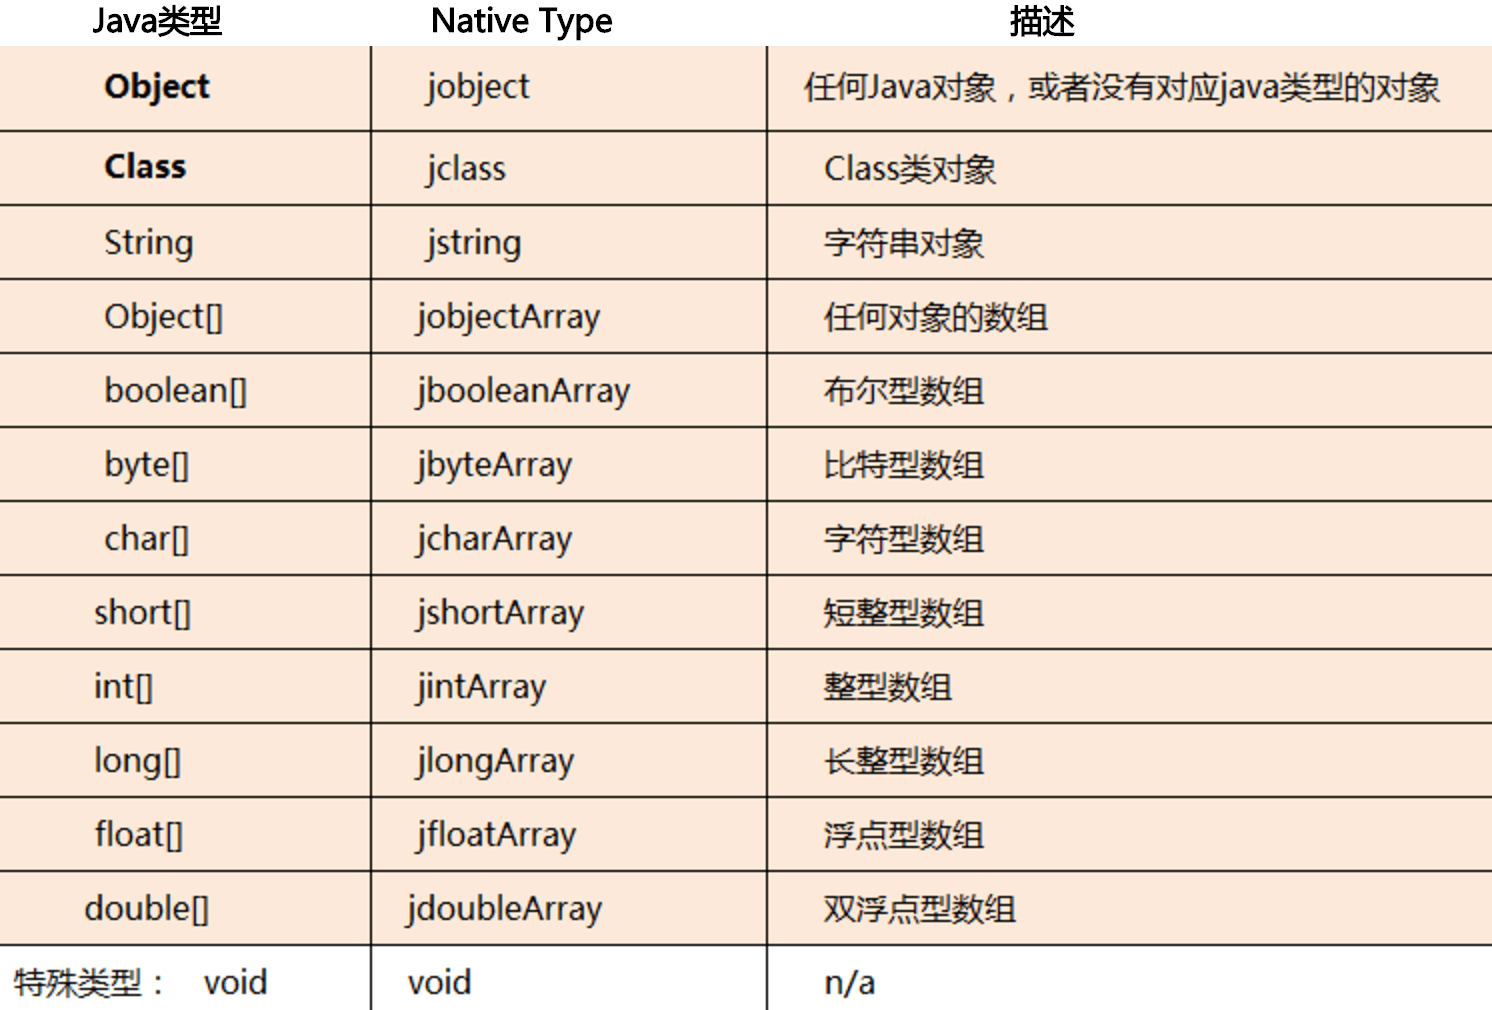 Java类型 Native Type 描述
Object jobject 任何Java对象，或者没有对应java类型的对象
Class jclass Class类对象
String jstring 字符串对象
Object[] jobjectArray 任何对象的数组
boolean[] jbooleanArray 布尔型数组
byte[] jbyteArray 比特型数组
char[] jcharArray 字符型数组
short[] jshortArray 短整型数组
int[] jintArray 整型数组
long[] jlongArray 长整型数组
float[] jfloatArray 浮点型数组
double[] jdoubleArray 双浮点型数组
特殊类型： void void n/a